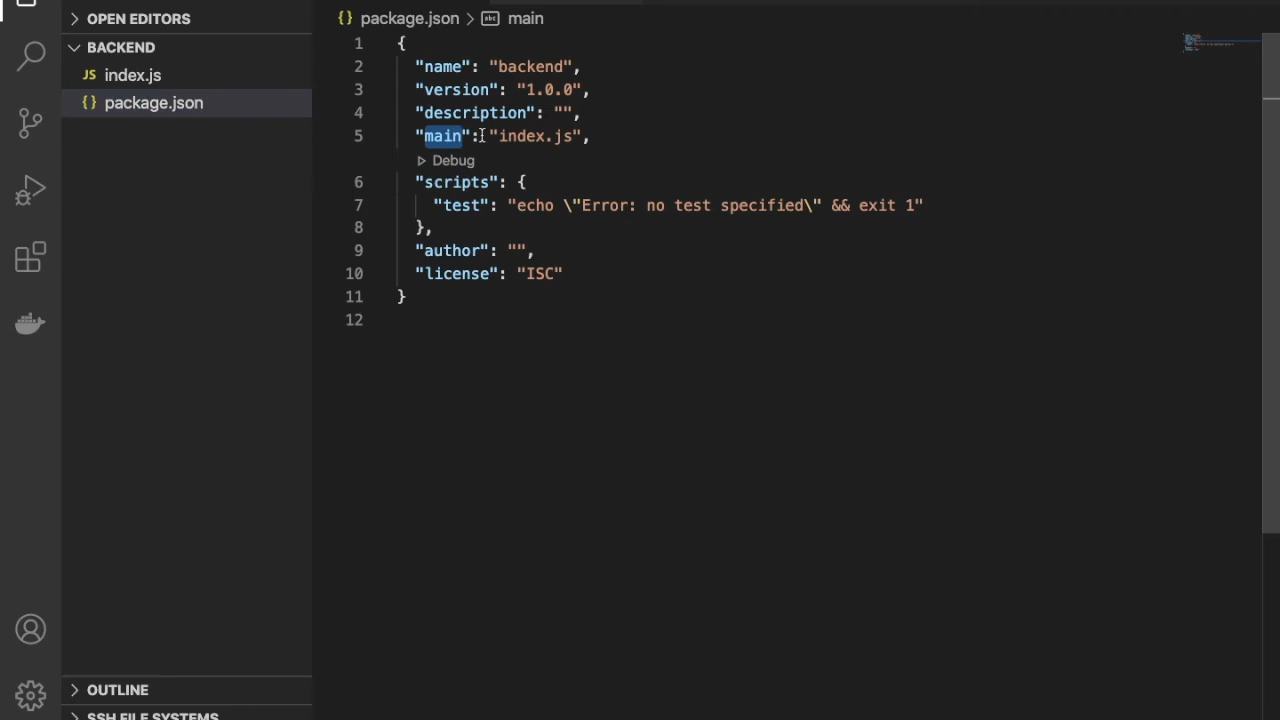 OPEN EDITORS
BACKEND
JS index.js
{} package.json
OUTLINE
SSH FILE SYSTEMS
{} package.json > abc main
1 {
2 "name": "backend",
3 "version": "1.0.0",
4 "description": "",
5 "main": "index.js",
Debug
6 "scripts": {
7 "test": "echo \"Error: no test specified\" && exit 1"
8 },
9 "author": "",
10 "license": "ISC"
11 }
12